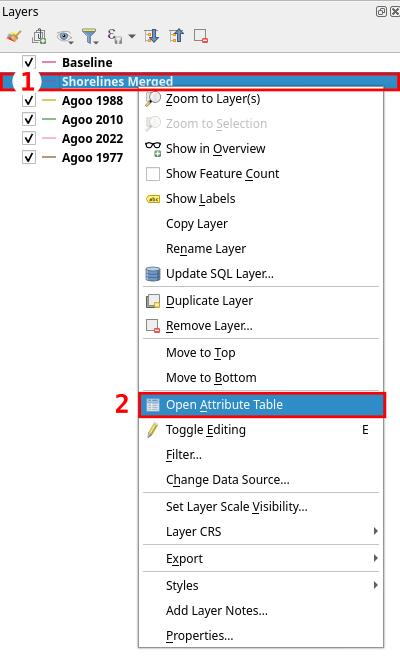 Layers
Baseline
1 Shorelines Merged
Agoo 1988
Agoo 2010
Agoo 2022
Agoo 1977
Zoom to Layer(s)
Zoom to Selection
Show in Overview
Show Feature Count
abc Show Labels
Copy Layer
Rename Layer
Update SQL Layer...
Duplicate Layer
Remove Layer...
Move to Top
Move to Bottom
2 Open Attribute Table
Toggle Editing E
Filter...
Change Data Source...
Set Layer Scale Visibility...
Layer CRS
Export
Styles
Add Layer Notes...
Properties...